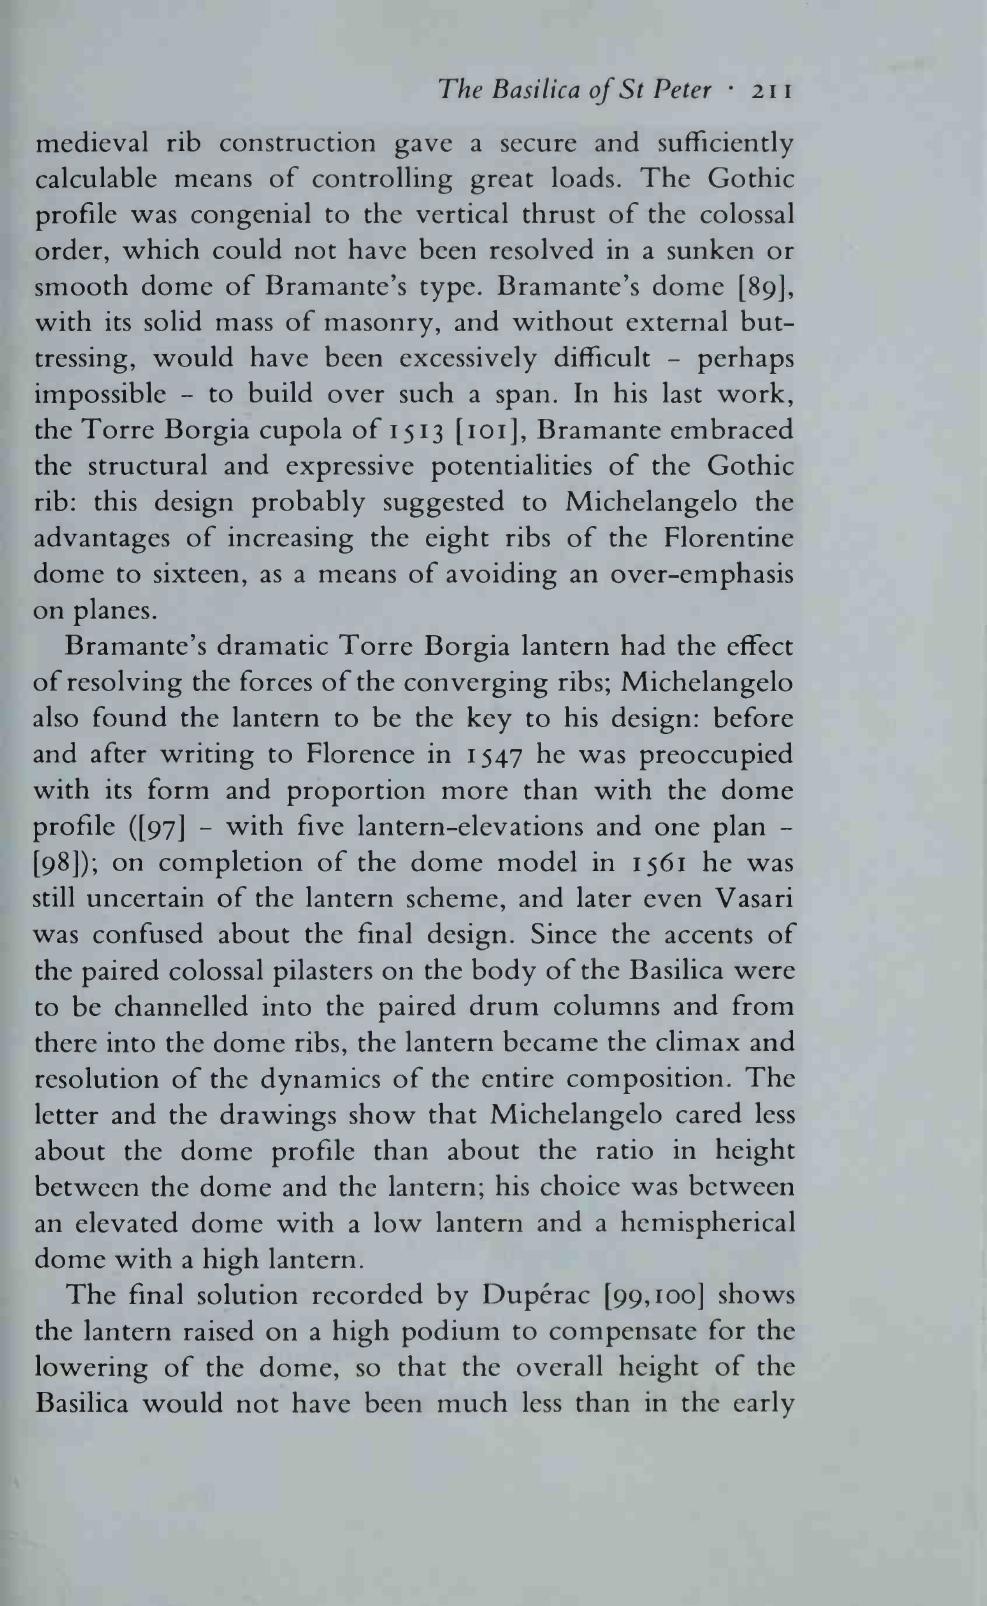 The Basilica of St Peter · 211
medieval rib construction gave a secure and sufficiently
calculable means of controlling great loads. The Gothic
profile was congenial to the vertical thrust of the colossal
order, which could not have been resolved in a sunken or
smooth dome of Bramante's type. Bramante's dome [89],
with its solid mass of masonry, and without external but-
tressing, would have been excessively difficult – perhaps
impossible – to build over such a span. In his last work,
the Torre Borgia cupola of 1513 [101], Bramante embraced
the structural and expressive potentialities of the Gothic
rib: this design probably suggested to Michelangelo the
advantages of increasing the eight ribs of the Florentine
dome to sixteen, as a means of avoiding an over-emphasis
on planes.
Bramante's dramatic Torre Borgia lantern had the effect
of resolving the forces of the converging ribs; Michelangelo
also found the lantern to be the key to his design: before
and after writing to Florence in 1547 he was preoccupied
with its form and proportion more than with the dome
profile ([97] – with five lantern-elevations and one plan –
[98]); on completion of the dome model in 1561 he was
still uncertain of the lantern scheme, and later even Vasari
was confused about the final design. Since the accents of
the paired colossal pilasters on the body of the Basilica were
to be channelled into the paired drum columns and from
there into the dome ribs, the lantern became the climax and
resolution of the dynamics of the entire composition. The
letter and the drawings show that Michelangelo cared less
about the dome profile than about the ratio in height
between the dome and the lantern; his choice was between
an elevated dome with a low lantern and a hemispherical
dome with a high lantern.
The final solution recorded by Dupérac [99,100] shows
the lantern raised on a high podium to compensate for the
lowering of the dome, so that the overall height of the
Basilica would not have been much less than in the early